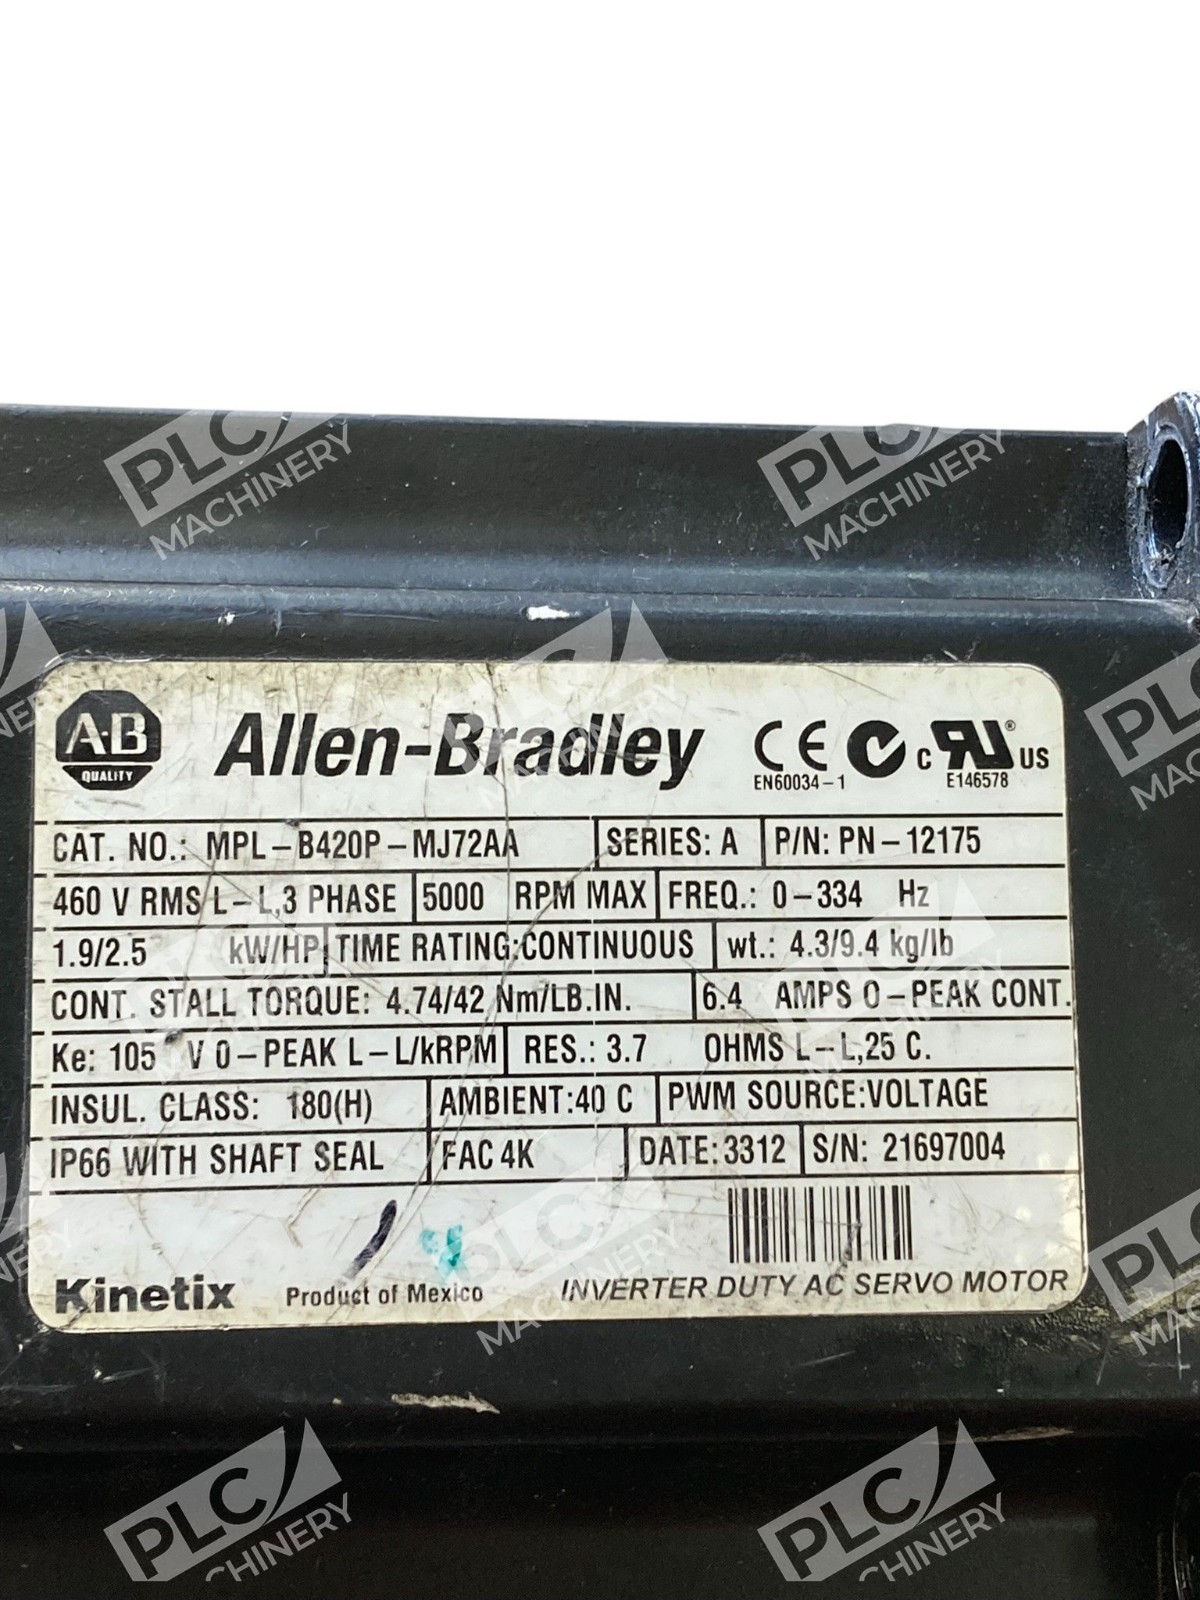 A-B
QUALITY
Allen-Bradley
CE
EN60034-1
c RU ® US
E146578
CAT. NO.: MPL-B420P-MJ72AA SERIES: A P/N: PN-12175
460 V RMS L-L,3 PHASE 5000 RPM MAX FREQ.: 0-334 Hz
1.9/2.5 kW/HP TIME RATING:CONTINUOUS wt.: 4.3/9.4 kg/lb
CONT. STALL TORQUE: 4.74/42 Nm/LB.IN. 6.4 AMPS 0-PEAK CONT.
Ke: 105 V 0-PEAK L-L/kRPM RES.: 3.7 OHMS L-L,25 C.
INSUL. CLASS: 180(H) AMBIENT:40 C PWM SOURCE:VOLTAGE
IP66 WITH SHAFT SEAL FAC 4K DATE:3312 S/N: 21697004
Kinetix Product of Mexico INVERTER DUTY AC SERVO MOTOR
PLC MACHINERY